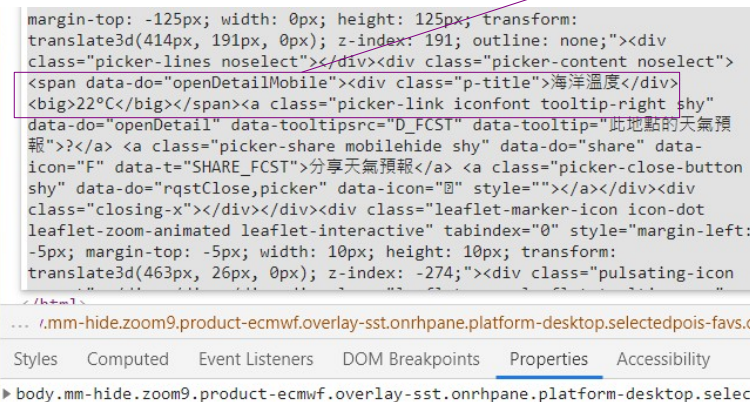 margin-top: -125px; width: 0px; height: 125px; transform:
translate3d(414px, 191px, 0px); z-index: 191; outline: none;"><div
class="picker-lines noselect"></div><div class="picker-content noselect">
<span data-do="openDetailMobile"><div class="p-title">海洋溫度</div>
<big>22°C</big></span><a class="picker-link iconfont tooltip-right shy"
data-do="openDetail" data-tooltipsrc="D_FCST" data-tooltip="此地點的天氣預
報">?</a> <a class="picker-share mobilehide shy" data-do="share" data-
icon="F" data-t="SHARE_FCST">分享天氣預報</a> <a class="picker-close-button
shy" data-do="rqstClose,picker" data-icon="" style=""></a></div><div
class="closing-x"></div></div><div class="leaflet-marker-icon icon-dot
leaflet-zoom-animated leaflet-interactive" tabindex="0" style="margin-left:
-5px; margin-top: -5px; width: 10px; height: 10px; transform:
translate3d(463px, 26px, 0px); z-index: -274;"><div class="pulsating-icon
</html>
... y.mm-hide.zoom9.product-ecmwf.overlay-sst.onrhpane.platform-desktop.selectedpois-favs.
Styles Computed Event Listeners DOM Breakpoints Properties Accessibility
body.mm-hide.zoom9.product-ecmwf.overlay-sst.onrhpane.platform-desktop.selec